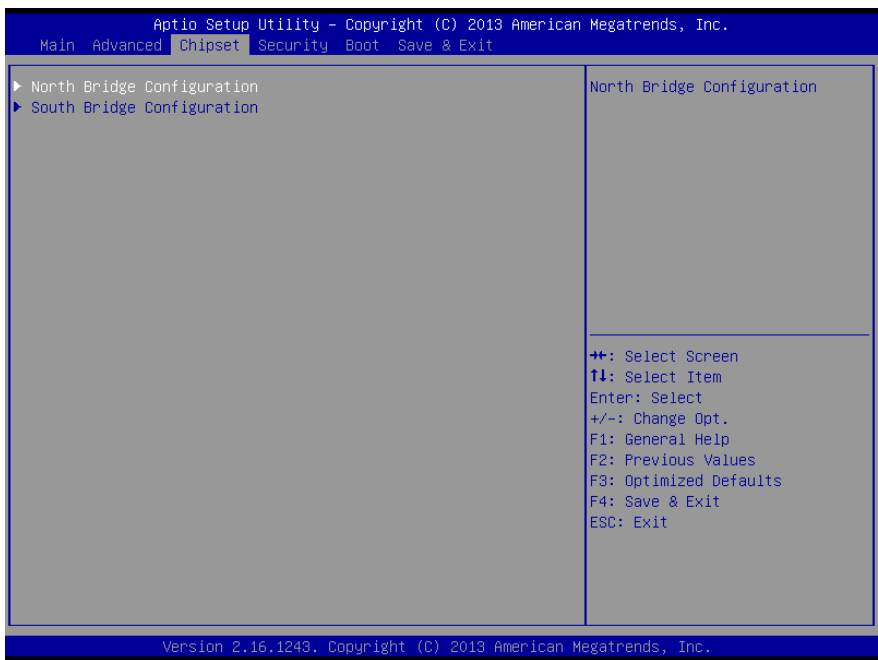 Aptio Setup Utility – Copyright (C) 2013 American Megatrends, Inc.
Main Advanced Chipset Security Boot Save & Exit
▶ North Bridge Configuration
▶ South Bridge Configuration
North Bridge Configuration
→←: Select Screen
↑↓: Select Item
Enter: Select
+/-: Change Opt.
F1: General Help
F2: Previous Values
F3: Optimized Defaults
F4: Save & Exit
ESC: Exit
Version 2.16.1243. Copyright (C) 2013 American Megatrends, Inc.